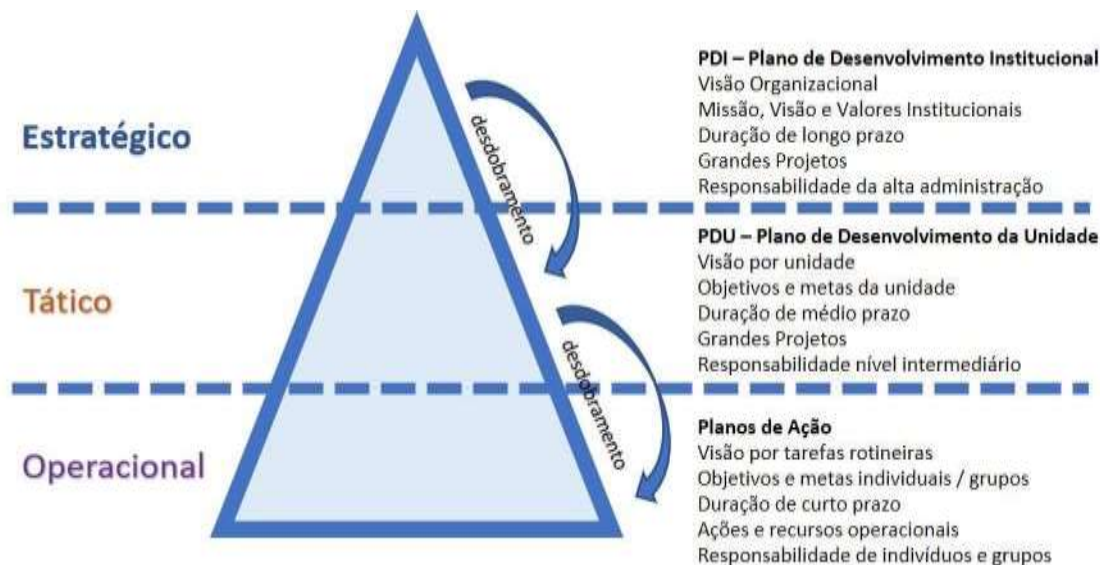 PDI – Plano de Desenvolvimento Institucional
Visão Organizacional
Missão, Visão e Valores Institucionais
Duração de longo prazo
Grandes Projetos
Responsabilidade da alta administração
Estratégico
desdobramento
PDU – Plano de Desenvolvimento da Unidade
Visão por unidade
Objetivos e metas da unidade
Duração de médio prazo
Grandes Projetos
Responsabilidade nível intermediário
Tático
desdobramento
Planos de Ação
Visão por tarefas rotineiras
Objetivos e metas individuais / grupos
Duração de curto prazo
Ações e recursos operacionais
Responsabilidade de indivíduos e grupos
Operacional